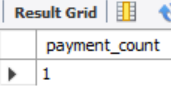 Result Grid
payment_count
1